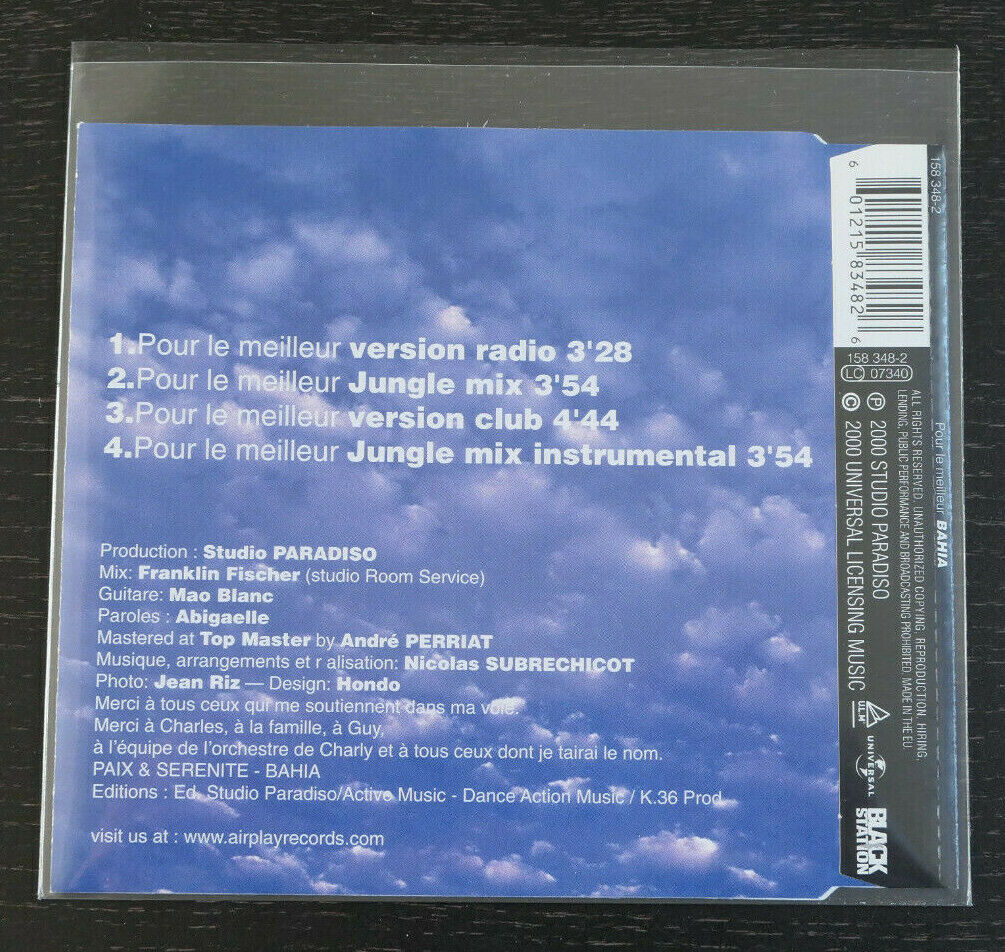 1.Pour le meilleur version radio 3'28
2.Pour le meilleur Jungle mix 3'54
3.Pour le meilleur version club 4'44
4.Pour le meilleur Jungle mix instrumental 3'54
Production : Studio PARADISO
Mix: Franklin Fischer (studio Room Service)
Guitare: Mao Blanc
Paroles : Abigaelle
Mastered at Top Master by André PERRIAT
Musique, arrangements et r alisation: Nicolas SUBRECHICOT
Photo: Jean Riz — Design: Hondo
Merci à tous ceux qui me soutiennent dans ma voie.
Merci à Charles, à la famille, à Guy,
à l'équipe de l'orchestre de Charly et à tous ceux dont je tairai le nom.
PAIX & SERENITE - BAHIA
Editions : Ed. Studio Paradiso/Active Music - Dance Action Music / K.36 Prod.
visit us at : www.airplayrecords.com
6 01215 83482 6
158 348-2
LC 07340
ALL RIGHTS RESERVED. UNAUTHORIZED COPYING, REPRODUCTION, HIRING,
LENDING, PUBLIC PERFORMANCE AND BROADCASTING PROHIBITED. MADE IN THE EU
℗ 2000 STUDIO PARADISO
© 2000 UNIVERSAL LICENSING MUSIC
ULM
UNIVERSAL
BLACK
STATION
158 348-2
Pour le meilleur BAHIA